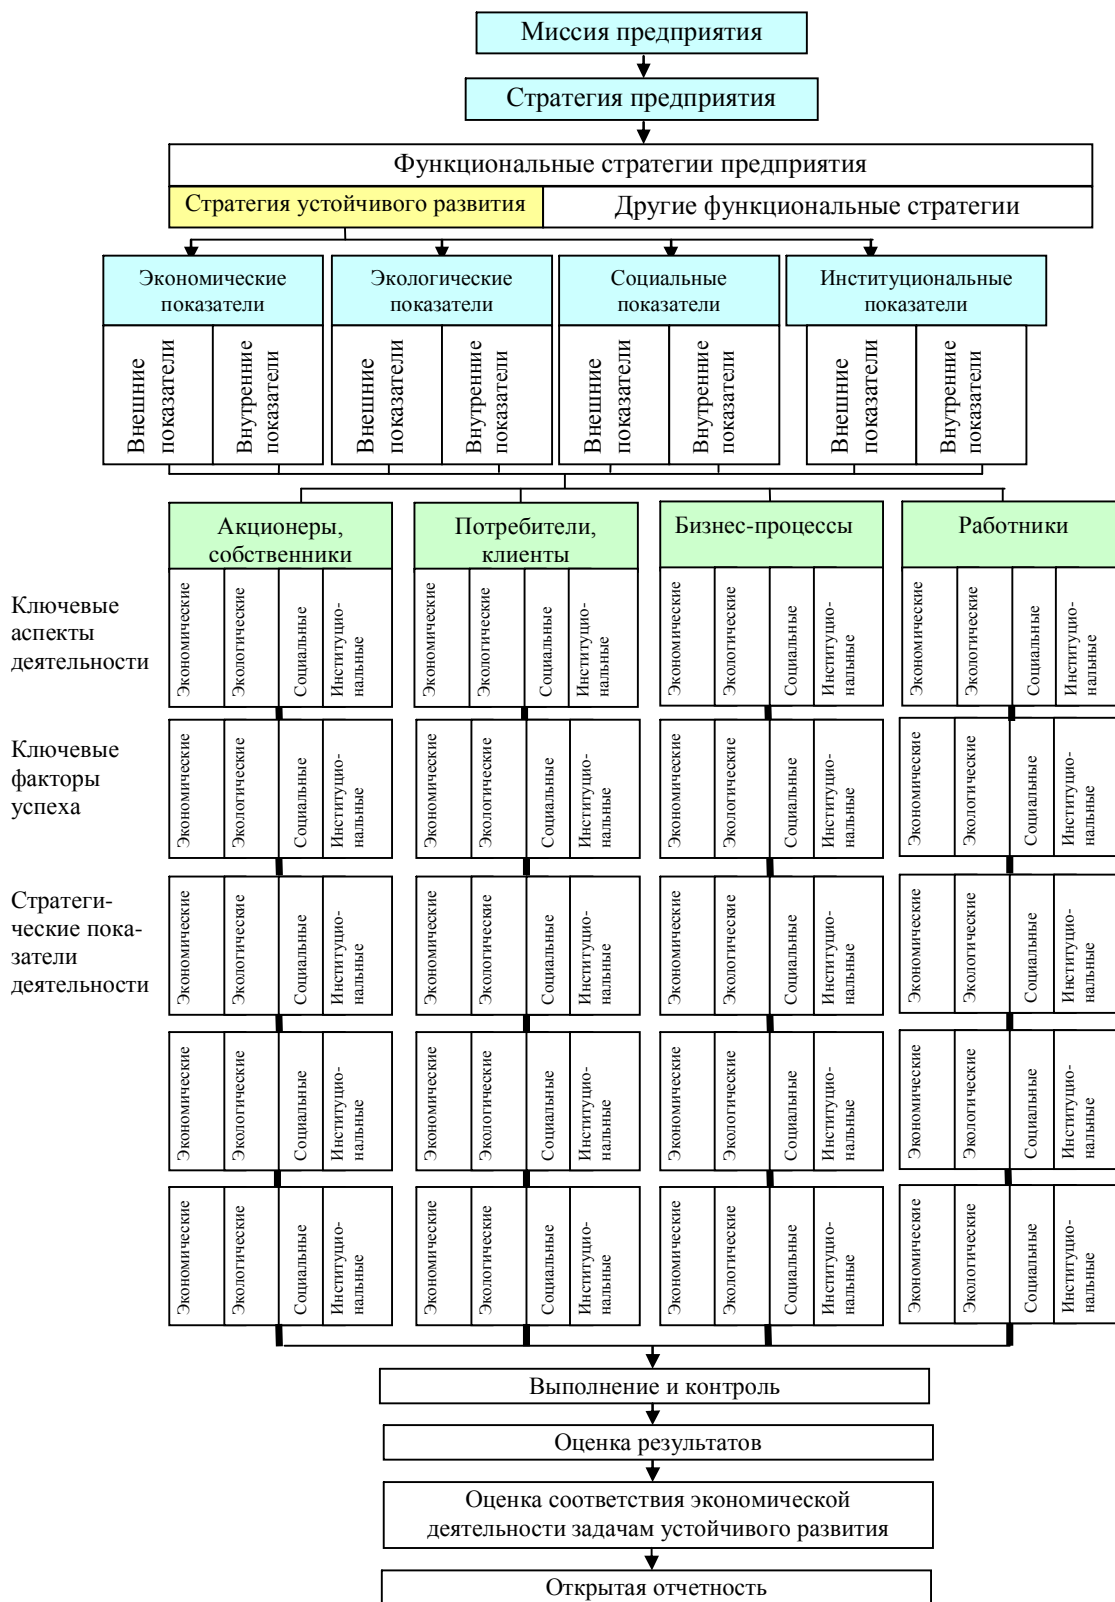 Миссия предприятия
Стратегия предприятия
Функциональные стратегии предприятия
Стратегия устойчивого развития
Другие функциональные стратегии
Экономические
показатели
Экологические
показатели
Социальные
показатели
Институциональные
показатели
Внешние
показатели
Внутренние
показатели
Внешние
показатели
Внутренние
показатели
Внешние
показатели
Внутренние
показатели
Внешние
показатели
Внутренние
показатели
Акционеры,
собственники
Потребители,
клиенты
Бизнес-процессы
Работники
Ключевые
аспекты
деятельности
Экономические
Экологические
Социальные
Институцио-
нальные
Экономические
Экологические
Социальные
Институцио-
нальные
Экономические
Экологические
Социальные
Институцио-
нальные
Экономические
Экологические
Социальные
Институцио-
нальные
Ключевые
факторы
успеха
Экономические
Экологические
Социальные
Институцио-
нальные
Экономические
Экологические
Социальные
Институцио-
нальные
Экономические
Экологические
Социальные
Институцио-
нальные
Экономические
Экологические
Социальные
Институцио-
нальные
Стратеги-
ческие пока-
затели
деятельности
Экономические
Экологические
Социальные
Институцио-
нальные
Экономические
Экологические
Социальные
Институцио-
нальные
Экономические
Экологические
Социальные
Институцио-
нальные
Экономические
Экологические
Социальные
Институцио-
нальные
Экономические
Экологические
Социальные
Институцио-
нальные
Экономические
Экологические
Социальные
Институцио-
нальные
Экономические
Экологические
Социальные
Институцио-
нальные
Экономические
Экологические
Социальные
Институцио-
нальные
Экономические
Экологические
Социальные
Институцио-
нальные
Экономические
Экологические
Социальные
Институцио-
нальные
Экономические
Экологические
Социальные
Институцио-
нальные
Экономические
Экологические
Социальные
Институцио-
нальные
Выполнение и контроль
Оценка результатов
Оценка соответствия экономической
деятельности задачам устойчивого развития
Открытая отчетность